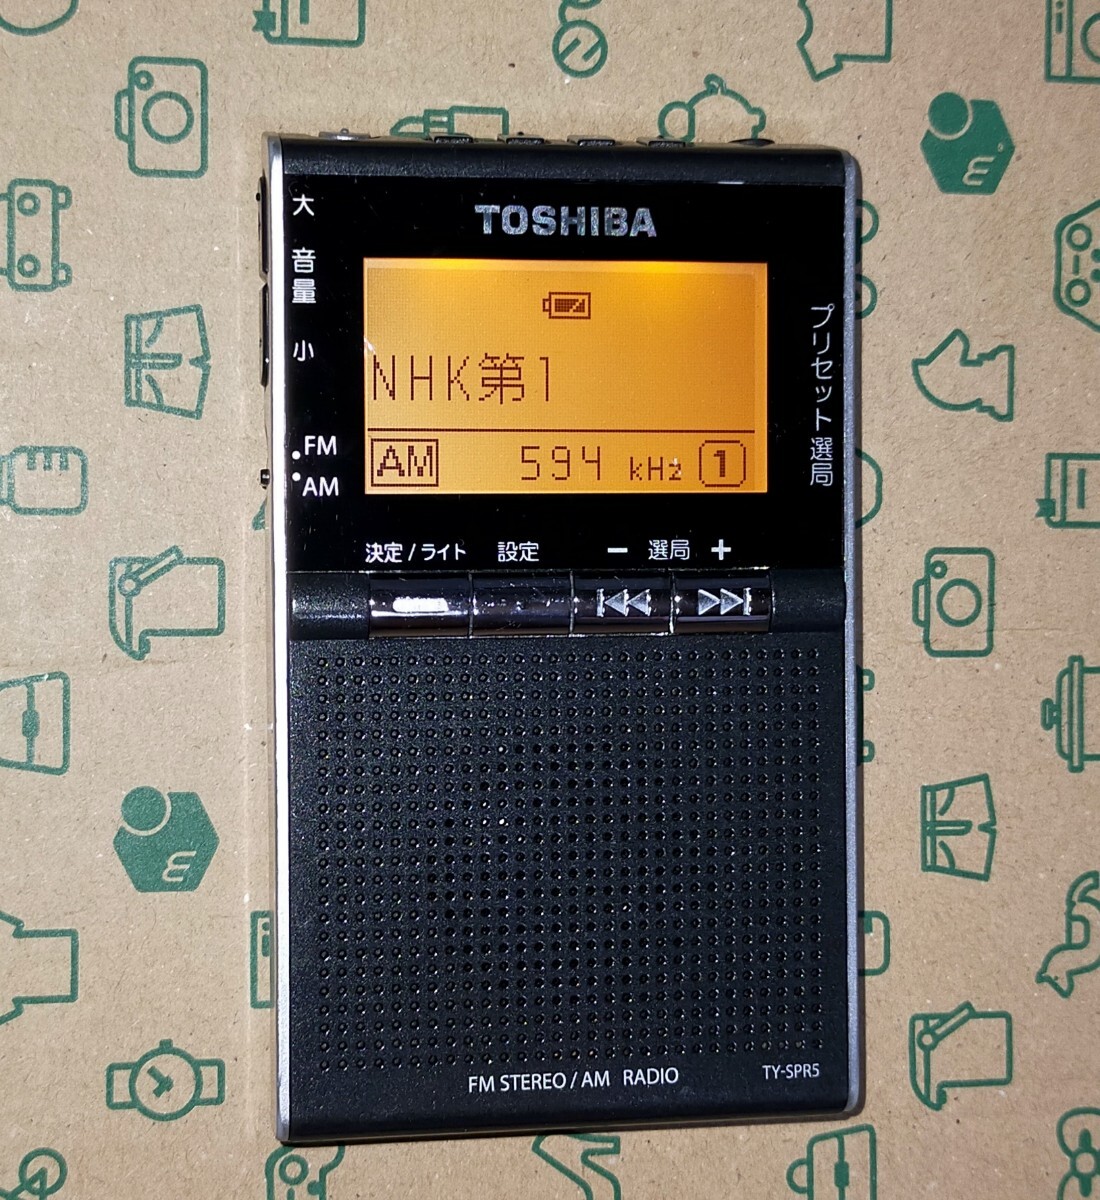 TOSHIBA
大
音量
小
FM
AM
NHK第1
AM 594 kHz 1
プリセット選局
決定/ライト 設定 − 選局 +
FM STEREO/AM RADIO
TY-SPR5